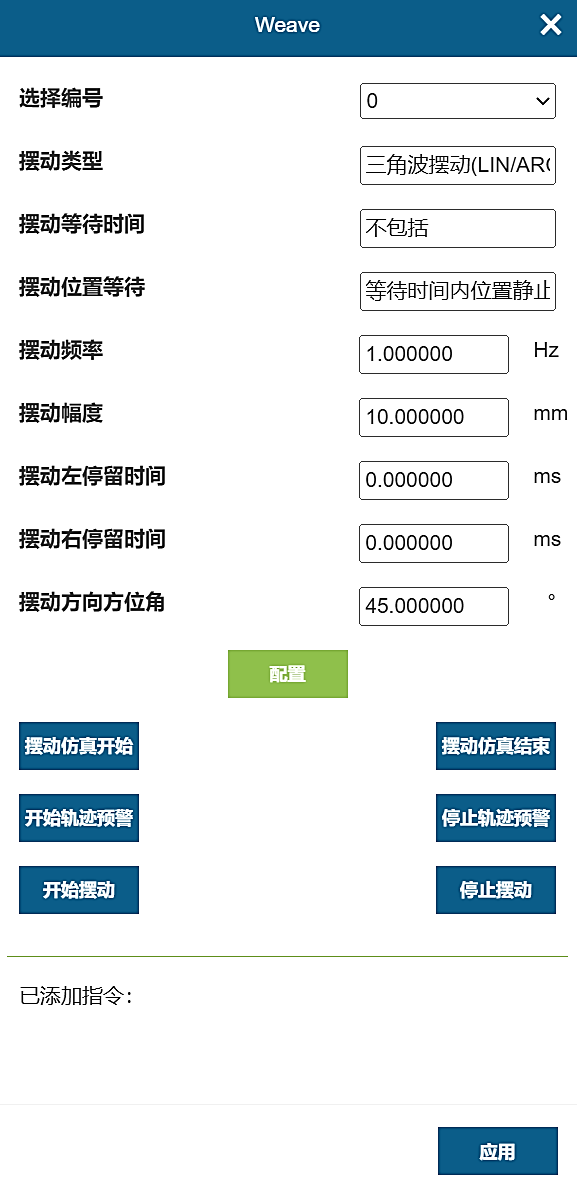 Weave
选择编号 0
摆动类型 三角波摆动(LIN/ARC
摆动等待时间 不包括
摆动位置等待 等待时间内位置静止
摆动频率 1.000000 Hz
摆动幅度 10.000000 mm
摆动左停留时间 0.000000 ms
摆动右停留时间 0.000000 ms
摆动方向方位角 45.000000 °
配置
摆动仿真开始 摆动仿真结束
开始轨迹预警 停止轨迹预警
开始摆动 停止摆动
已添加指令：
应用